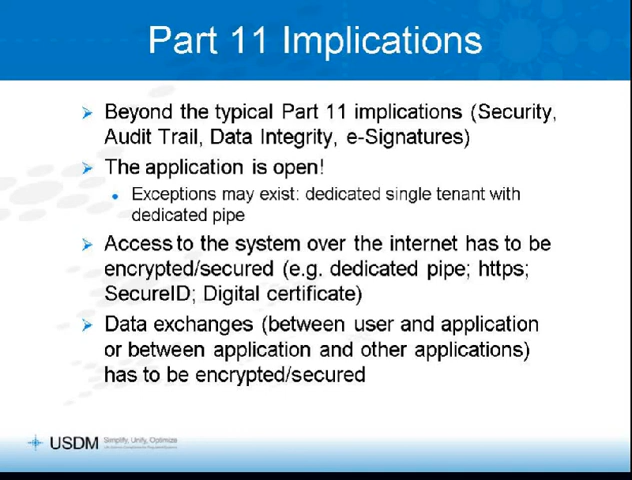 Part 11 Implications
Beyond the typical Part 11 implications (Security,
Audit Trail, Data Integrity, e-Signatures)
The application is open!
Exceptions may exist: dedicated single tenant with
dedicated pipe
Access to the system over the internet has to be
encrypted/secured (e.g. dedicated pipe; https;
SecureID; Digital certificate)
Data exchanges (between user and application
or between application and other applications)
has to be encrypted/secured
USDM
Simplify, Unify, Optimize